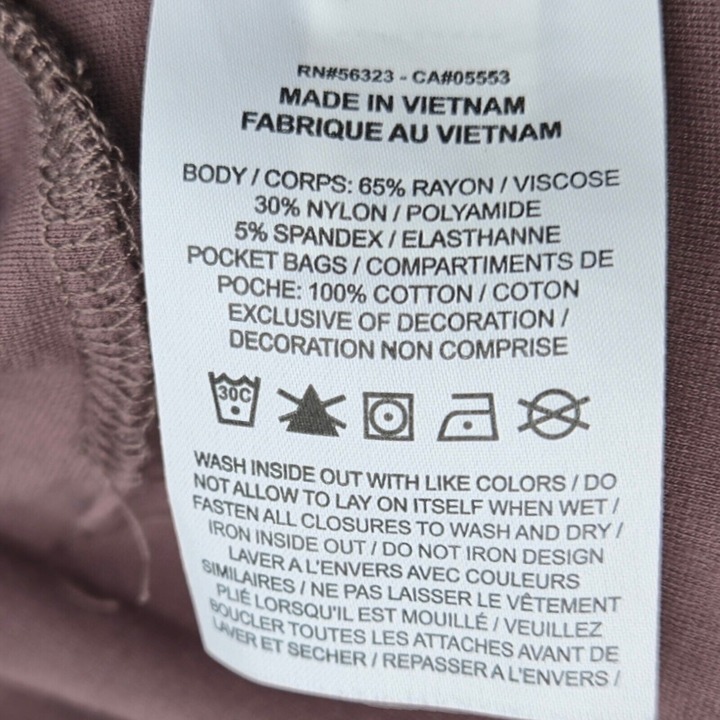 RN#56323 - CA#05553
MADE IN VIETNAM
FABRIQUE AU VIETNAM
BODY / CORPS: 65% RAYON / VISCOSE
30% NYLON / POLYAMIDE
5% SPANDEX / ELASTHANNE
POCKET BAGS / COMPARTIMENTS DE
POCHE: 100% COTTON / COTON
EXCLUSIVE OF DECORATION /
DECORATION NON COMPRISE
30C
WASH INSIDE OUT WITH LIKE COLORS / DO
NOT ALLOW TO LAY ON ITSELF WHEN WET /
FASTEN ALL CLOSURES TO WASH AND DRY /
IRON INSIDE OUT / DO NOT IRON DESIGN
LAVER A L'ENVERS AVEC COULEURS
SIMILAIRES / NE PAS LAISSER LE VÊTEMENT
PLIÉ LORSQU'IL EST MOUILLÉ / VEUILLEZ
BOUCLER TOUTES LES ATTACHES AVANT DE
LAVER ET SECHER / REPASSER A L'ENVERS /